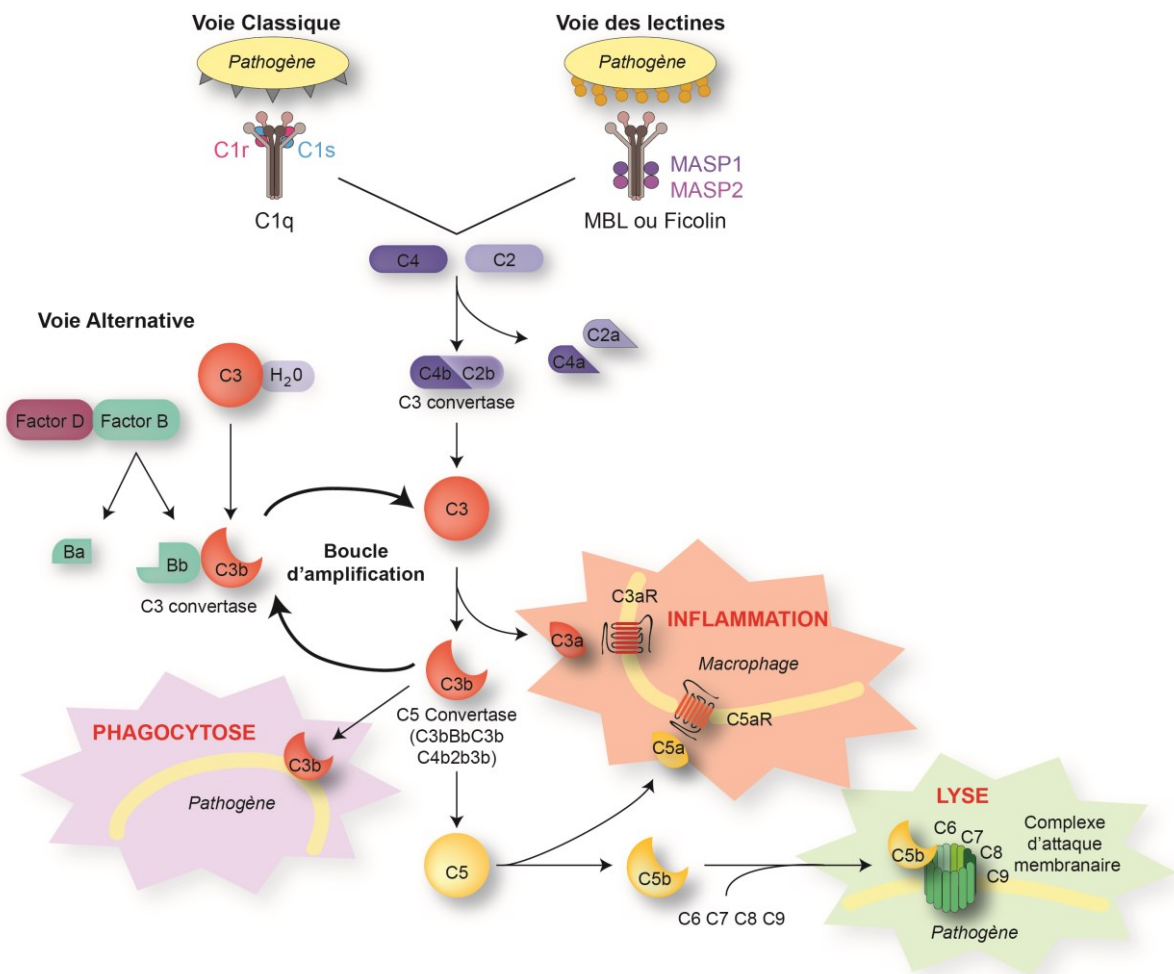 Voie Classique
Pathogène
C1r
C1s
C1q
Voie des lectines
Pathogène
MASP1
MASP2
MBL ou Ficolin
C4
C2
C2a
C4a
C4b
C2b
C3 convertase
Voie Alternative
C3
H₂0
Factor D
Factor B
Ba
Bb
C3b
C3 convertase
C3
Boucle
d'amplification
C3b
C5 Convertase
(C3bBbC3b
C4b2b3b)
C3aR
C3a
INFLAMMATION
Macrophage
C5aR
C5a
PHAGOCYTOSE
C3b
Pathogène
C5
C5b
C6 C7 C8 C9
LYSE
C6
C7
C8
C9
C5b
Complexe
d'attaque
membranaire
Pathogène